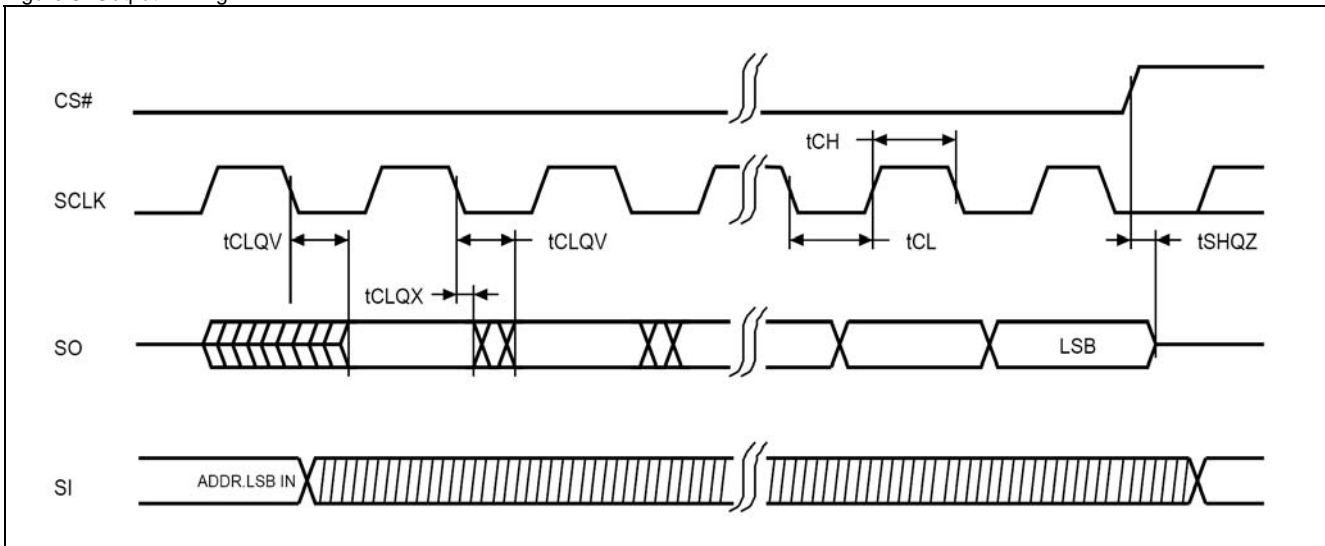 CS#
tCH
SCLK
tCLQV
tCLQV
tCL
tSHQZ
tCLQX
SO
LSB
SI
ADDR.LSB IN